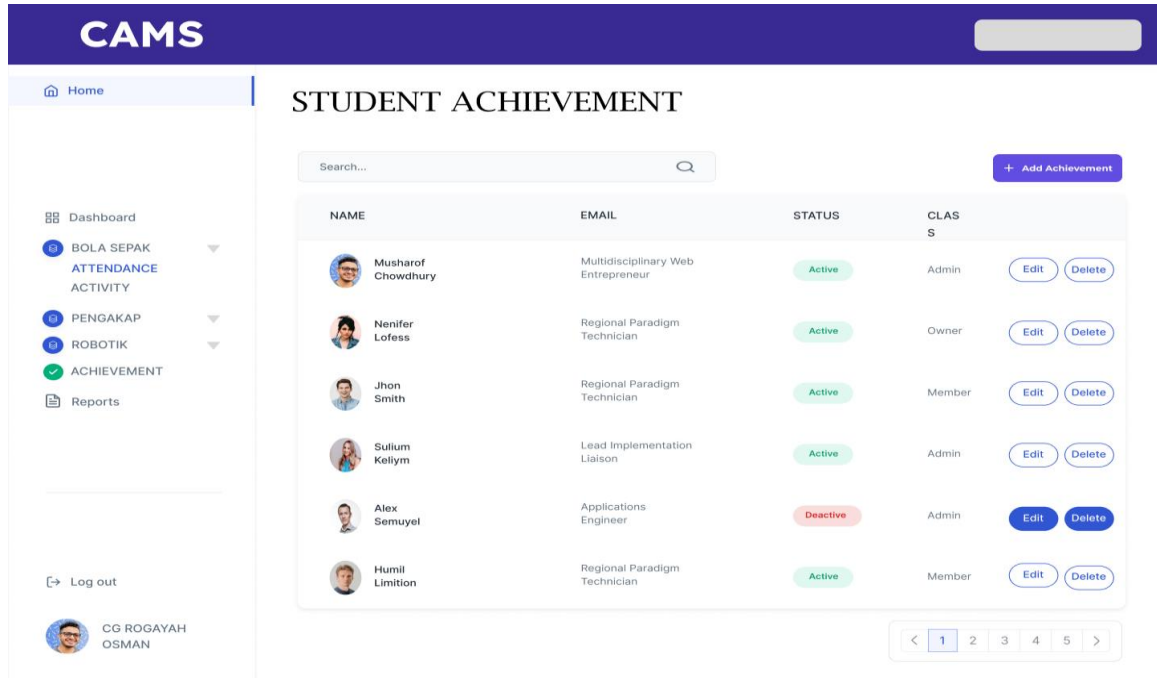 CAMS
Home
STUDENT ACHIEVEMENT
Search...
+ Add Achievement
NAME EMAIL STATUS CLAS
S
Dashboard
BOLA SEPAK
ATTENDANCE
ACTIVITY
PENGAKAP
ROBOTIK
ACHIEVEMENT
Reports
Musharof Multidisciplinary Web
Chowdhury Entrepreneur Active Admin Edit Delete
Nenifer Regional Paradigm
Lofess Technician Active Owner Edit Delete
Jhon Regional Paradigm
Smith Technician Active Member Edit Delete
Sulium Lead Implementation
Keliym Liaison Active Admin Edit Delete
Alex Applications
Semuyel Engineer Deactive Admin Edit Delete
Humil Regional Paradigm
Limition Technician Active Member Edit Delete
Log out
CG ROGAYAH
OSMAN
< 1 2 3 4 5 >